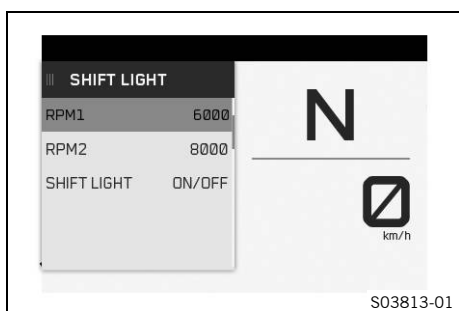 SHIFT LIGHT
RPM1 6000
RPM2 8000
SHIFT LIGHT ON/OFF
N
0
km/h
S03813-01